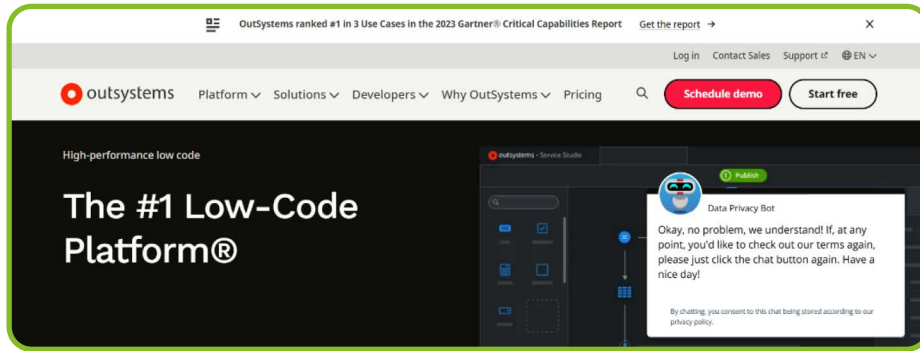 OutSystems ranked #1 in 3 Use Cases in the 2023 Gartner® Critical Capabilities Report Get the report → X
Log in Contact Sales Support EN
outsystems Platform Solutions Developers Why OutSystems Pricing Schedule demo Start free
High-performance low code
The #1 Low-Code
Platform®
outsystems - Service Studio
Publish
Data Privacy Bot
Okay, no problem, we understand! If, at any
point, you'd like to check out our terms again,
please just click the chat button again. Have a
nice day!
By chatting, you consent to this chat being stored according to our
privacy policy.